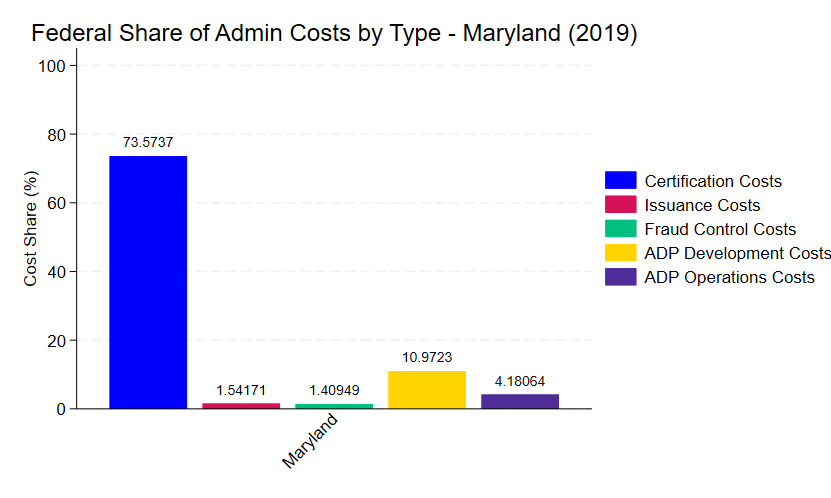 Federal Share of Admin Costs by Type - Maryland (2019)
100
80
60
40
20
0
Cost Share (%)
73.5737
1.54171
1.40949
10.9723
4.18064
Maryland
Certification Costs
Issuance Costs
Fraud Control Costs
ADP Development Costs
ADP Operations Costs